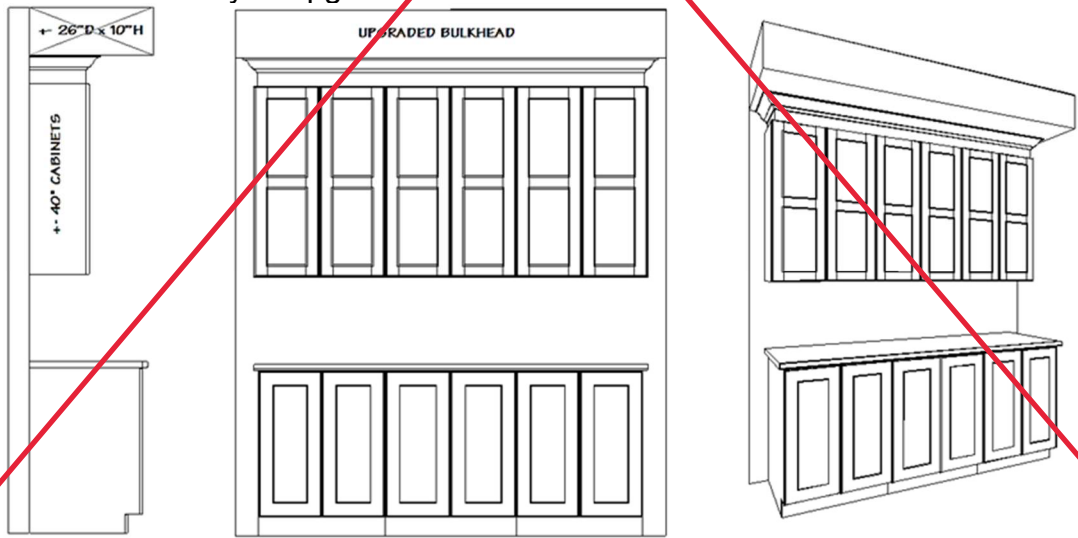 +- 26"D x 10"H
UPGRADED BULKHEAD
+- 40" CABINETS